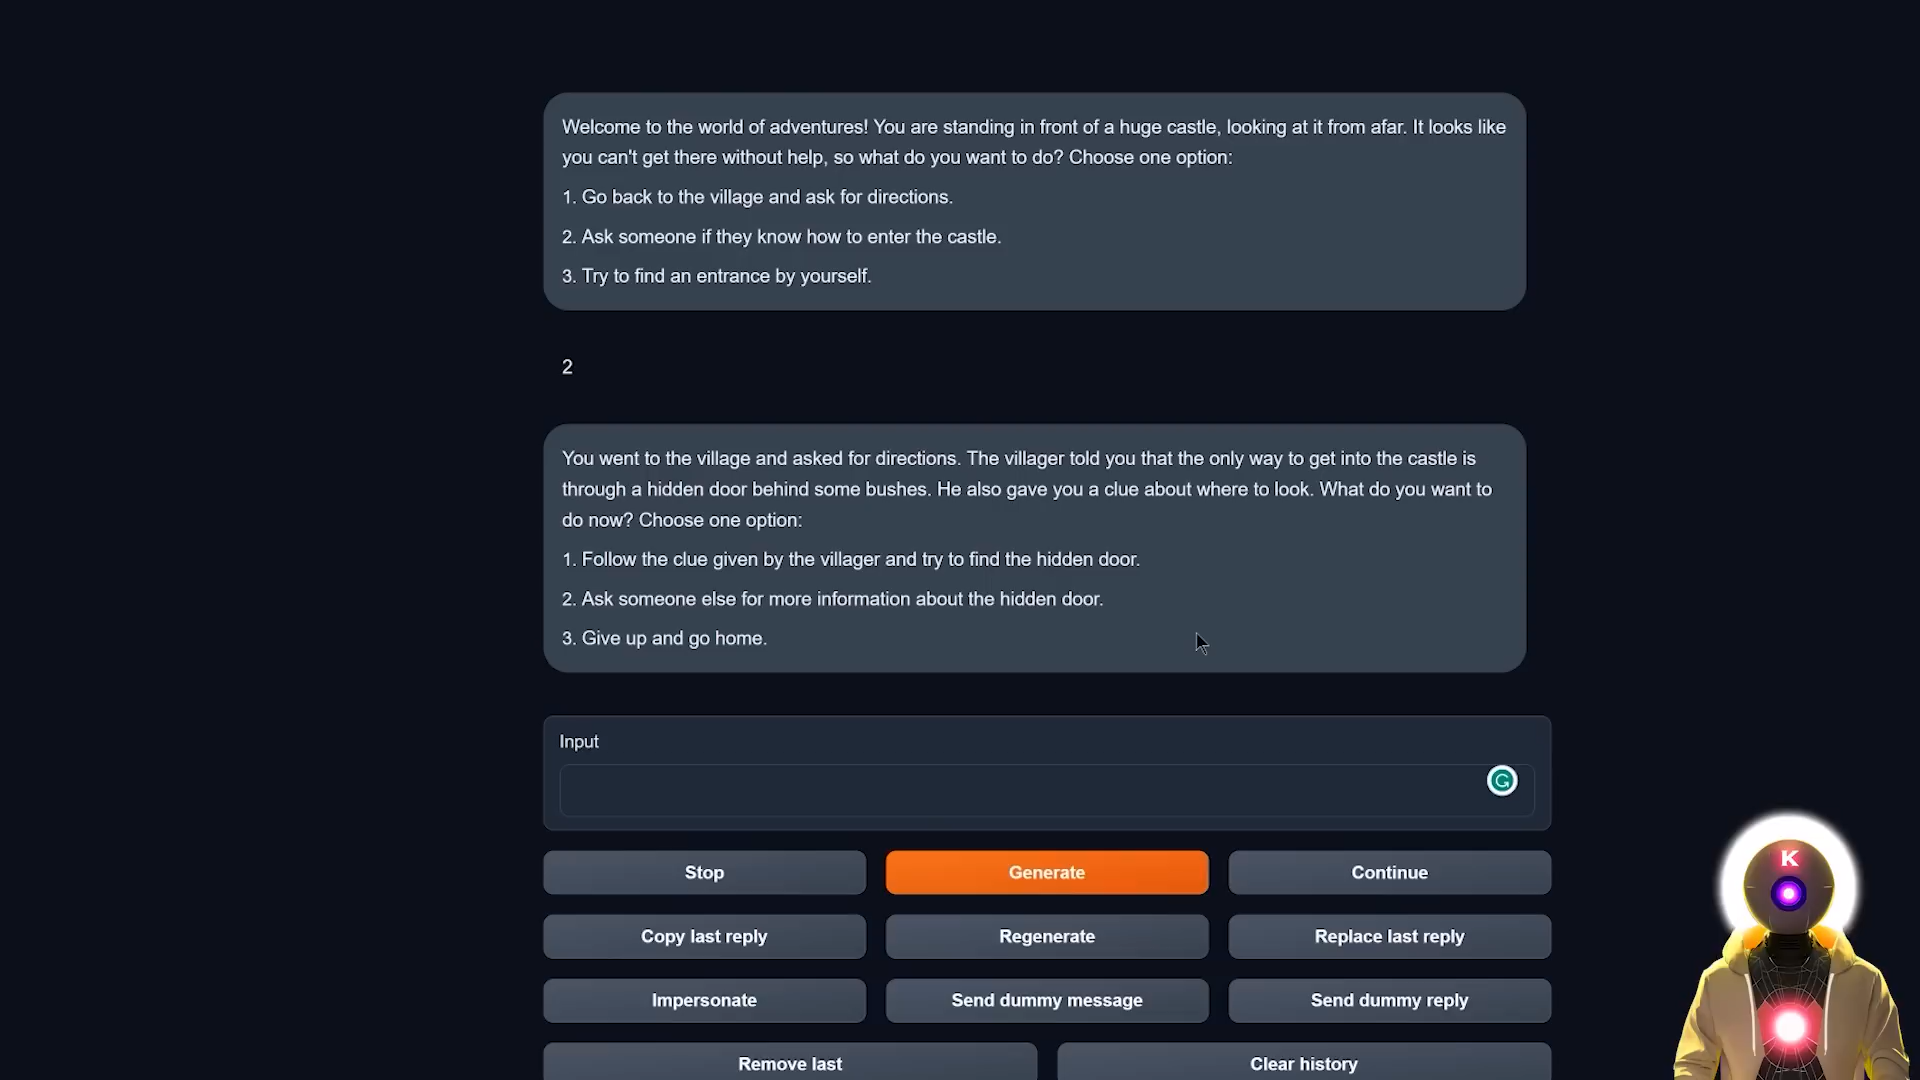 Welcome to the world of adventures! You are standing in front of a huge castle, looking at it from afar. It looks like
you can't get there without help, so what do you want to do? Choose one option:
1. Go back to the village and ask for directions.
2. Ask someone if they know how to enter the castle.
3. Try to find an entrance by yourself.
2
You went to the village and asked for directions. The villager told you that the only way to get into the castle is
through a hidden door behind some bushes. He also gave you a clue about where to look. What do you want to
do now? Choose one option:
1. Follow the clue given by the villager and try to find the hidden door.
2. Ask someone else for more information about the hidden door.
3. Give up and go home.
Input
Stop
Generate
Continue
K
Copy last reply
Regenerate
Replace last reply
Impersonate
Send dummy message
Send dummy reply
Remove last
Clear history